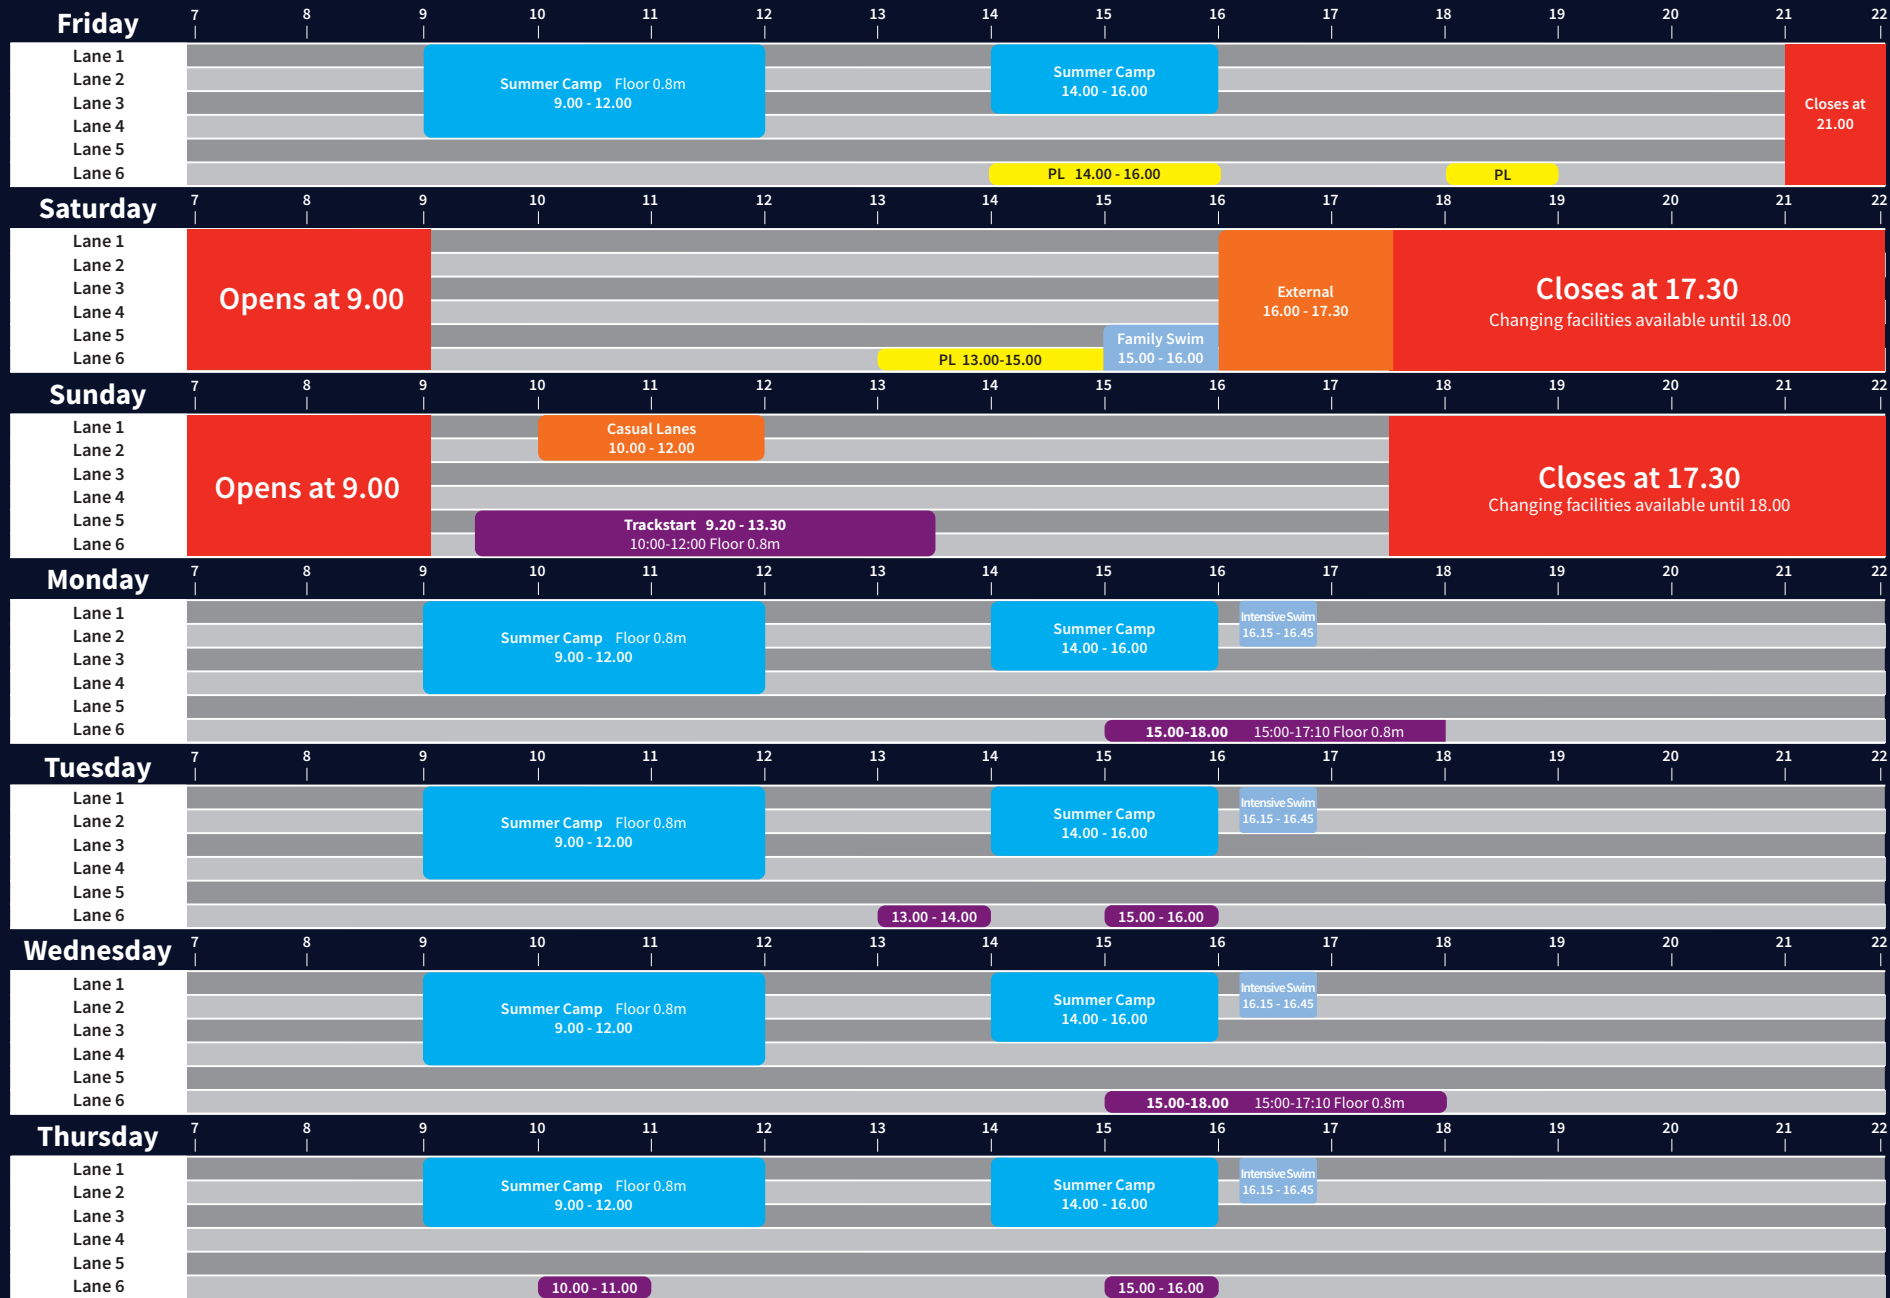 Friday
7 8 9 10 11 12 13 14 15 16 17 18 19 20 21 22
Lane 1
Lane 2
Lane 3
Lane 4
Lane 5
Lane 6
Summer Camp Floor 0.8m
9.00 - 12.00
Summer Camp
14.00 - 16.00
PL 14.00 - 16.00
PL
Closes at
21.00
Saturday
7 8 9 10 11 12 13 14 15 16 17 18 19 20 21 22
Lane 1
Lane 2
Lane 3
Lane 4
Lane 5
Lane 6
Opens at 9.00
PL 13.00-15.00
Family Swim
15.00 - 16.00
External
16.00 - 17.30
Closes at 17.30
Changing facilities available until 18.00
Sunday
7 8 9 10 11 12 13 14 15 16 17 18 19 20 21 22
Lane 1
Lane 2
Lane 3
Lane 4
Lane 5
Lane 6
Opens at 9.00
Casual Lanes
10.00 - 12.00
Trackstart 9.20 - 13.30
10:00-12:00 Floor 0.8m
Closes at 17.30
Changing facilities available until 18.00
Monday
7 8 9 10 11 12 13 14 15 16 17 18 19 20 21 22
Lane 1
Lane 2
Lane 3
Lane 4
Lane 5
Lane 6
Summer Camp Floor 0.8m
9.00 - 12.00
Summer Camp
14.00 - 16.00
Intensive Swim
16.15 - 16.45
15.00-18.00 15:00-17:10 Floor 0.8m
Tuesday
7 8 9 10 11 12 13 14 15 16 17 18 19 20 21 22
Lane 1
Lane 2
Lane 3
Lane 4
Lane 5
Lane 6
Summer Camp Floor 0.8m
9.00 - 12.00
Summer Camp
14.00 - 16.00
Intensive Swim
16.15 - 16.45
13.00 - 14.00
15.00 - 16.00
Wednesday
7 8 9 10 11 12 13 14 15 16 17 18 19 20 21 22
Lane 1
Lane 2
Lane 3
Lane 4
Lane 5
Lane 6
Summer Camp Floor 0.8m
9.00 - 12.00
Summer Camp
14.00 - 16.00
Intensive Swim
16.15 - 16.45
15.00-18.00 15:00-17:10 Floor 0.8m
Thursday
7 8 9 10 11 12 13 14 15 16 17 18 19 20 21 22
Lane 1
Lane 2
Lane 3
Lane 4
Lane 5
Lane 6
Summer Camp Floor 0.8m
9.00 - 12.00
Summer Camp
14.00 - 16.00
Intensive Swim
16.15 - 16.45
10.00 - 11.00
15.00 - 16.00